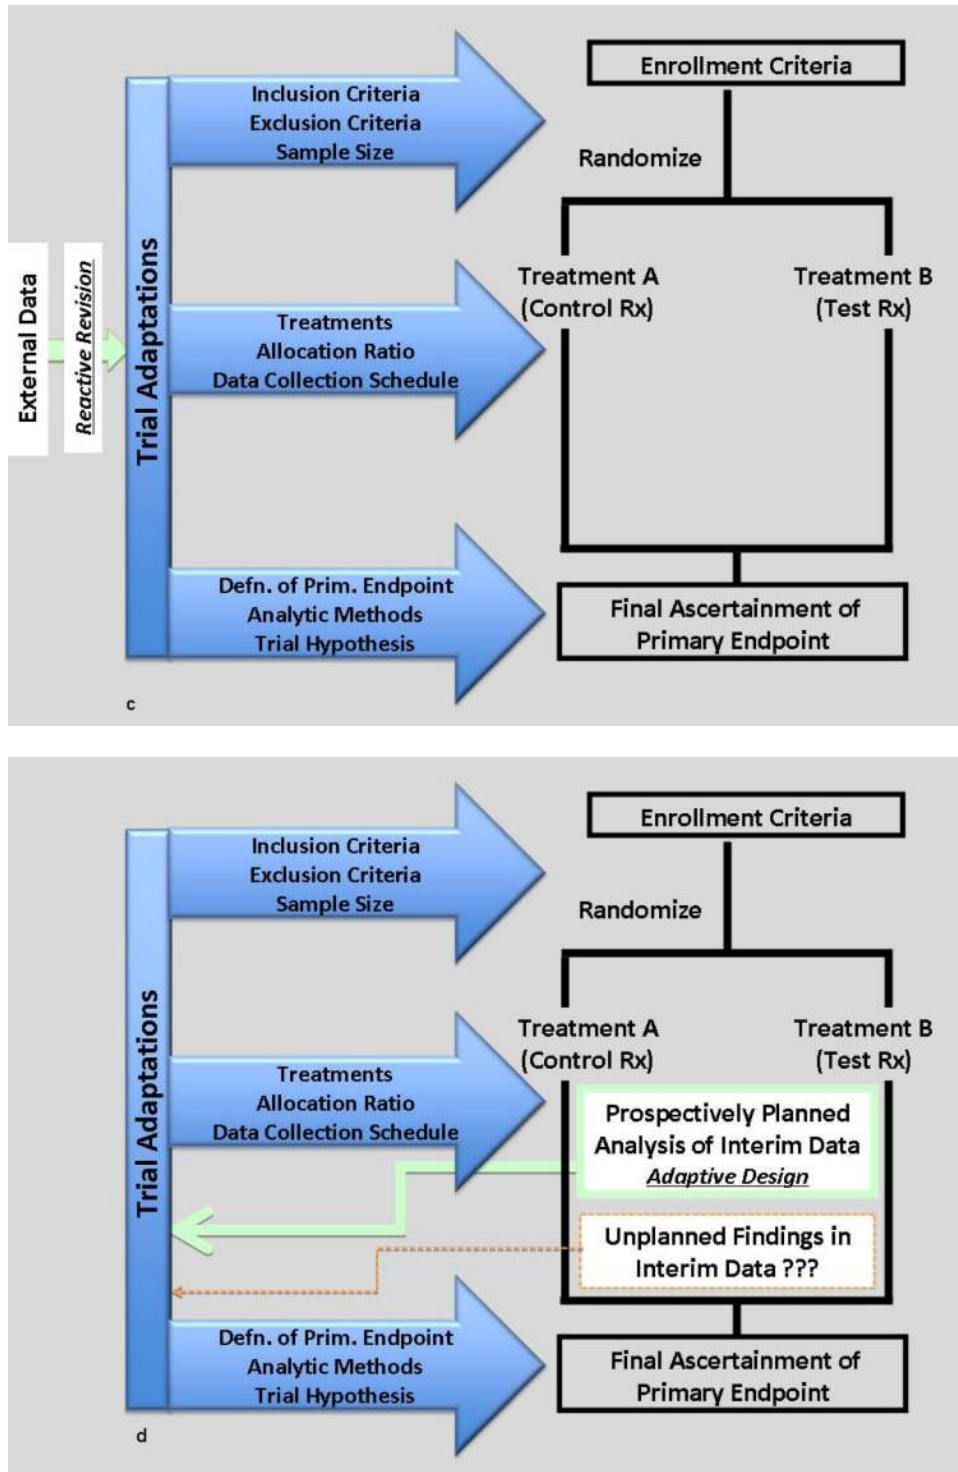 External Data
Reactive Revision
Trial Adaptations
Inclusion Criteria
Exclusion Criteria
Sample Size
Treatments
Allocation Ratio
Data Collection Schedule
Defn. of Prim. Endpoint
Analytic Methods
Trial Hypothesis
Enrollment Criteria
Randomize
Treatment A
(Control Rx)
Treatment B
(Test Rx)
Final Ascertainment of
Primary Endpoint
c
Trial Adaptations
Inclusion Criteria
Exclusion Criteria
Sample Size
Treatments
Allocation Ratio
Data Collection Schedule
Defn. of Prim. Endpoint
Analytic Methods
Trial Hypothesis
Enrollment Criteria
Randomize
Treatment A
(Control Rx)
Treatment B
(Test Rx)
Prospectively Planned
Analysis of Interim Data
Adaptive Design
Unplanned Findings in
Interim Data ???
Final Ascertainment of
Primary Endpoint
d